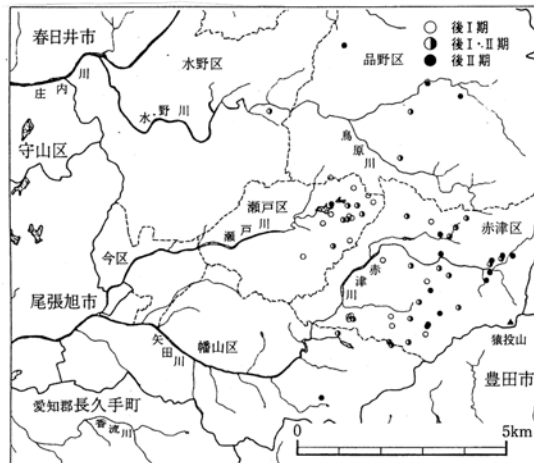 後Ⅰ期
後Ⅰ・Ⅱ期
後Ⅱ期
春日井市
庄内川
水野区
水野川
品野区
鳥原川
守山区
瀬戸区
瀬戸川
赤津区
今区
赤津川
尾張旭市
矢田川
幡山区
猿投山
豊田市
愛知郡長久手町
香流川
0
5km